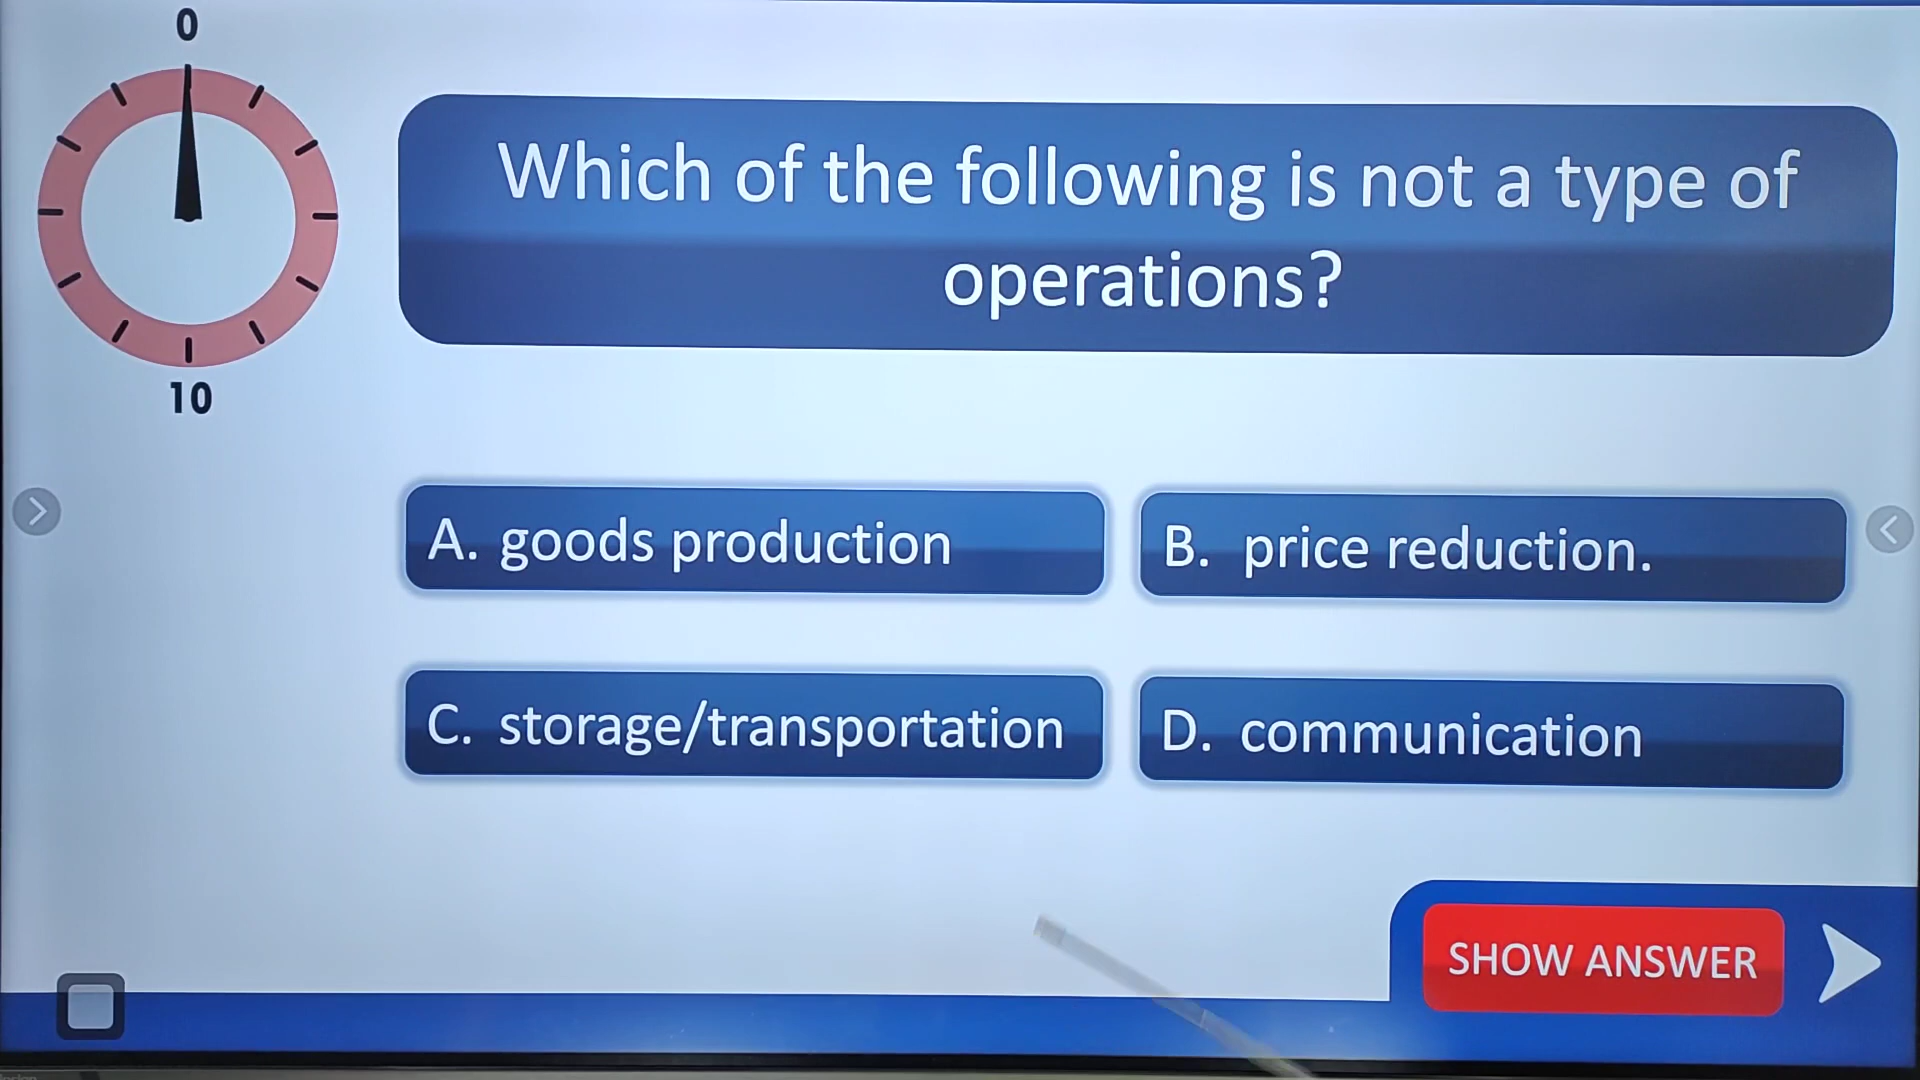 0
10
Which of the following is not a type of
operations?
A. goods production
B. price reduction.
C. storage/transportation
D. communication
SHOW ANSWER